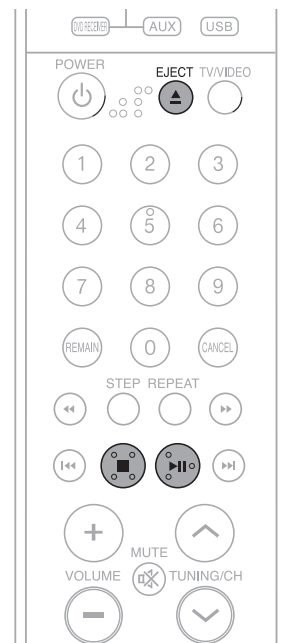 DVD RECEIVER AUX USB
POWER
EJECT TV/VIDEO
1 2 3
4 5 6
7 8 9
REMAIN 0 CANCEL
STEP REPEAT
MUTE
VOLUME TUNING/CH